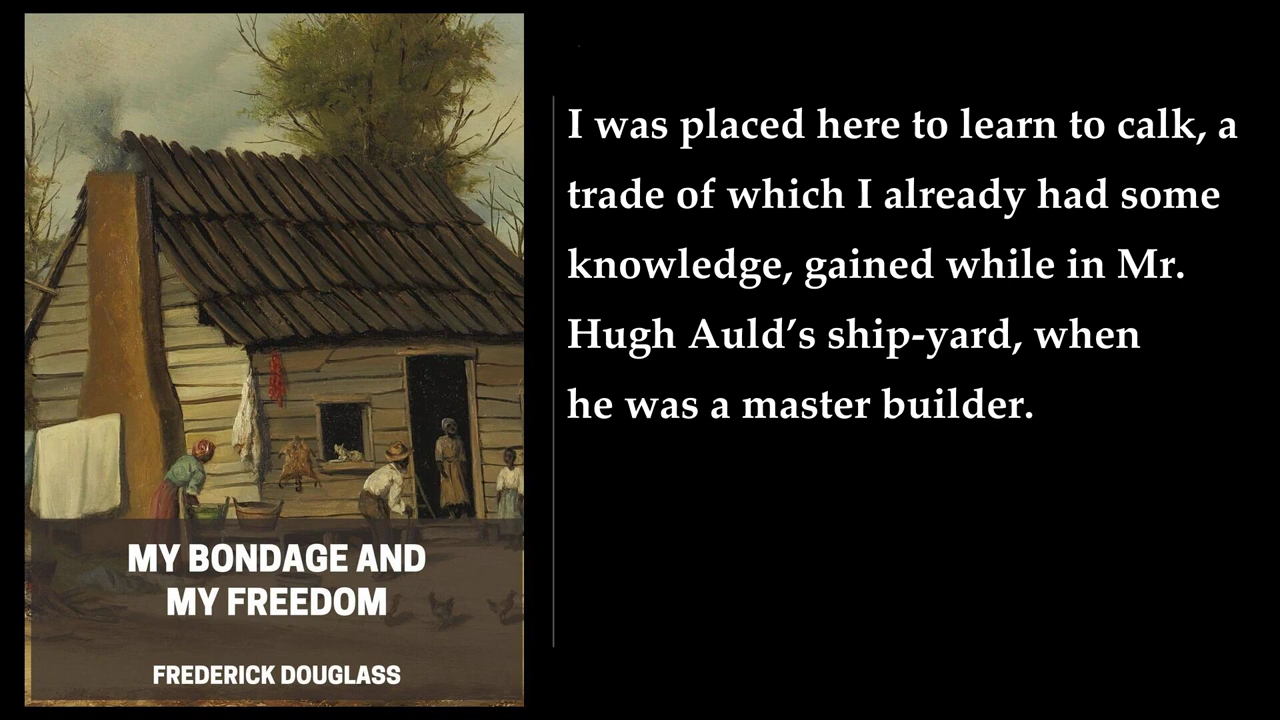 MY BONDAGE AND
MY FREEDOM
FREDERICK DOUGLASS
I was placed here to learn to calk, a
trade of which I already had some
knowledge, gained while in Mr.
Hugh Auld’s ship-yard, when
he was a master builder.